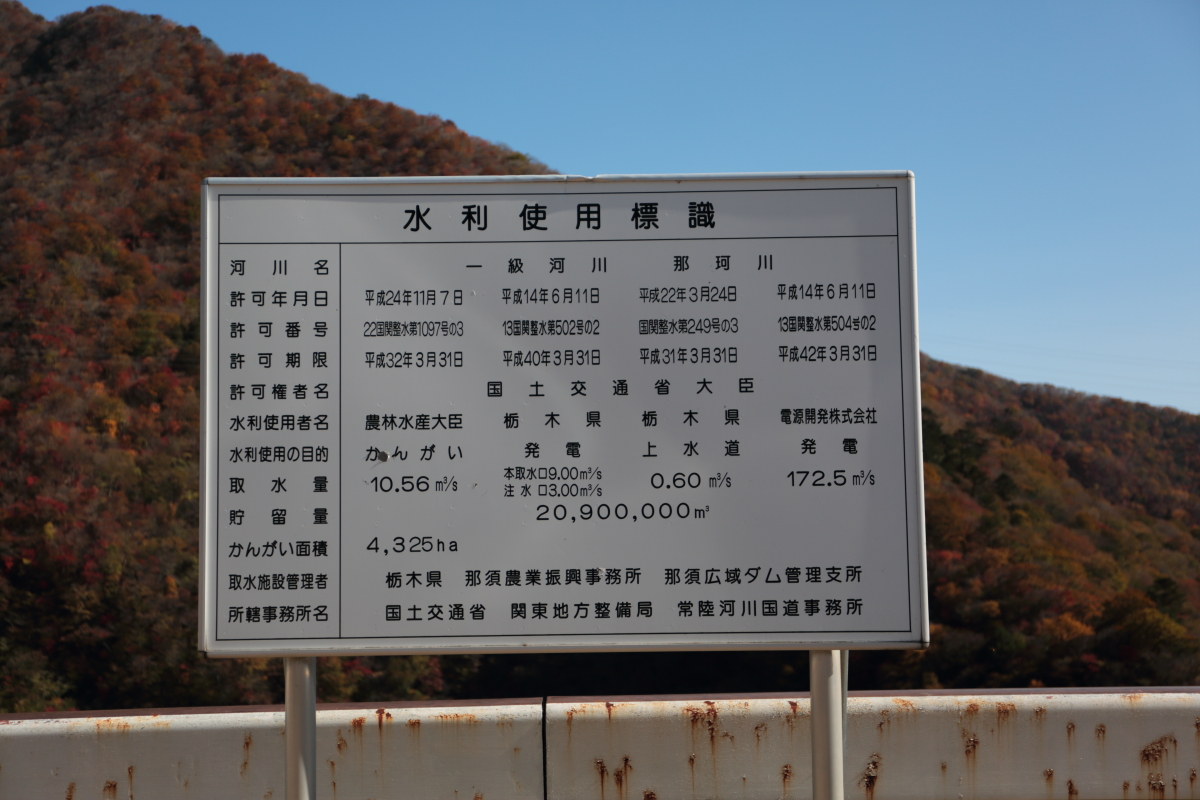 水利使用標識
河川名 一級河川 那珂川
許可年月日 平成24年11月7日 平成14年6月11日 平成22年3月24日 平成14年6月11日
許可番号 22国関整水第1097号の3 13国関整水第502号の2 国関整水第249号の3 13国関整水第504号の2
許可期限 平成32年3月31日 平成40年3月31日 平成31年3月31日 平成42年3月31日
許可権者名 国土交通省大臣
水利使用者名 農林水産大臣 栃木県 栃木県 電源開発株式会社
水利使用の目的 かんがい 発電 上水道 発電
取水量 10.56m³/s 本取水口9.00m³/s 0.60m³/s 172.5m³/s
注水口3.00m³/s
貯留量 20,900,000m³
かんがい面積 4,325ha
取水施設管理者 栃木県 那須農業振興事務所 那須広域ダム管理支所
所轄事務所名 国土交通省 関東地方整備局 常陸河川国道事務所